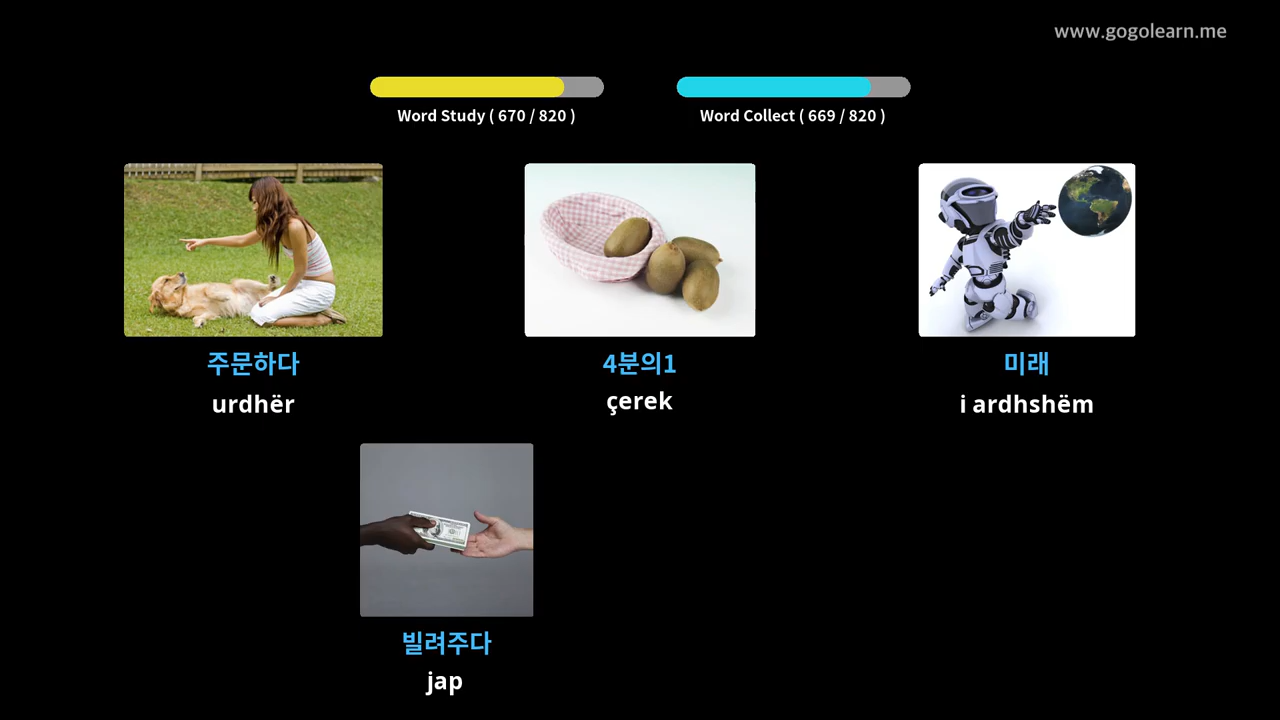 www.gogolearn.me
Word Study ( 670 / 820 )
Word Collect ( 669 / 820 )
주문하다
urdhër
4분의1
çerek
미래
i ardhshëm
빌려주다
jap